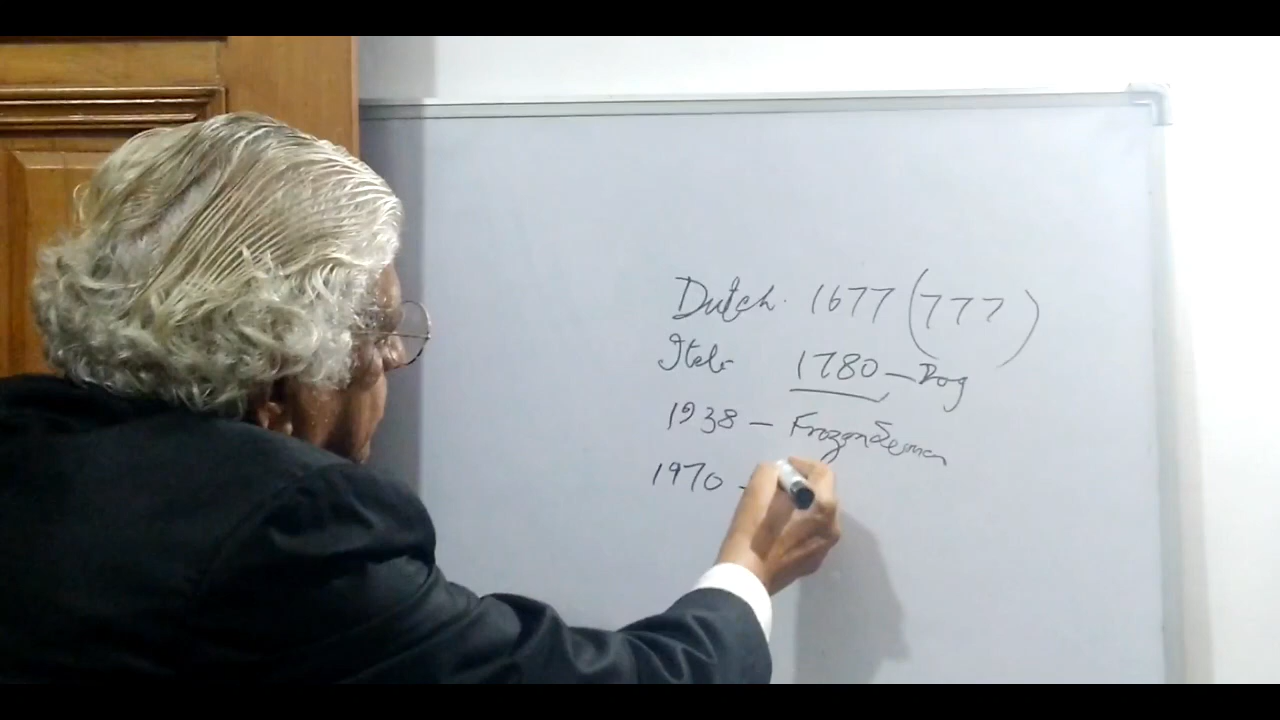 Dutch. 1677 (777)
Itali 1780 – Dog
1938 – Frozen Semen
1970 –